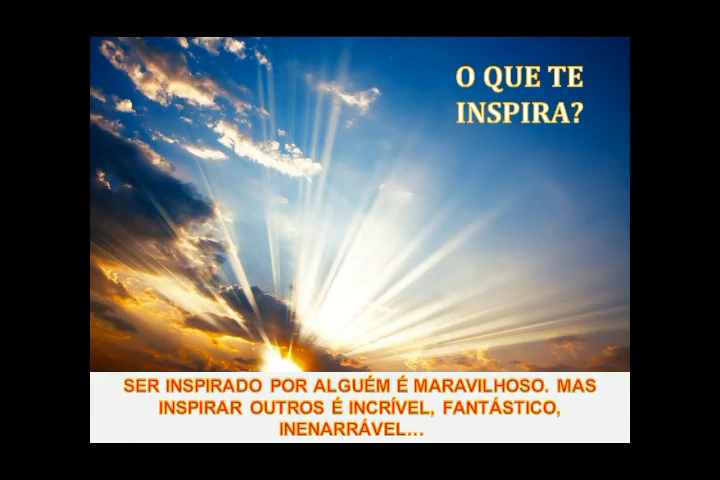 O QUE TE
INSPIRA?
SER INSPIRADO POR ALGUÉM É MARAVILHOSO. MAS
INSPIRAR OUTROS É INCRÍVEL, FANTÁSTICO,
INENARRÁVEL...